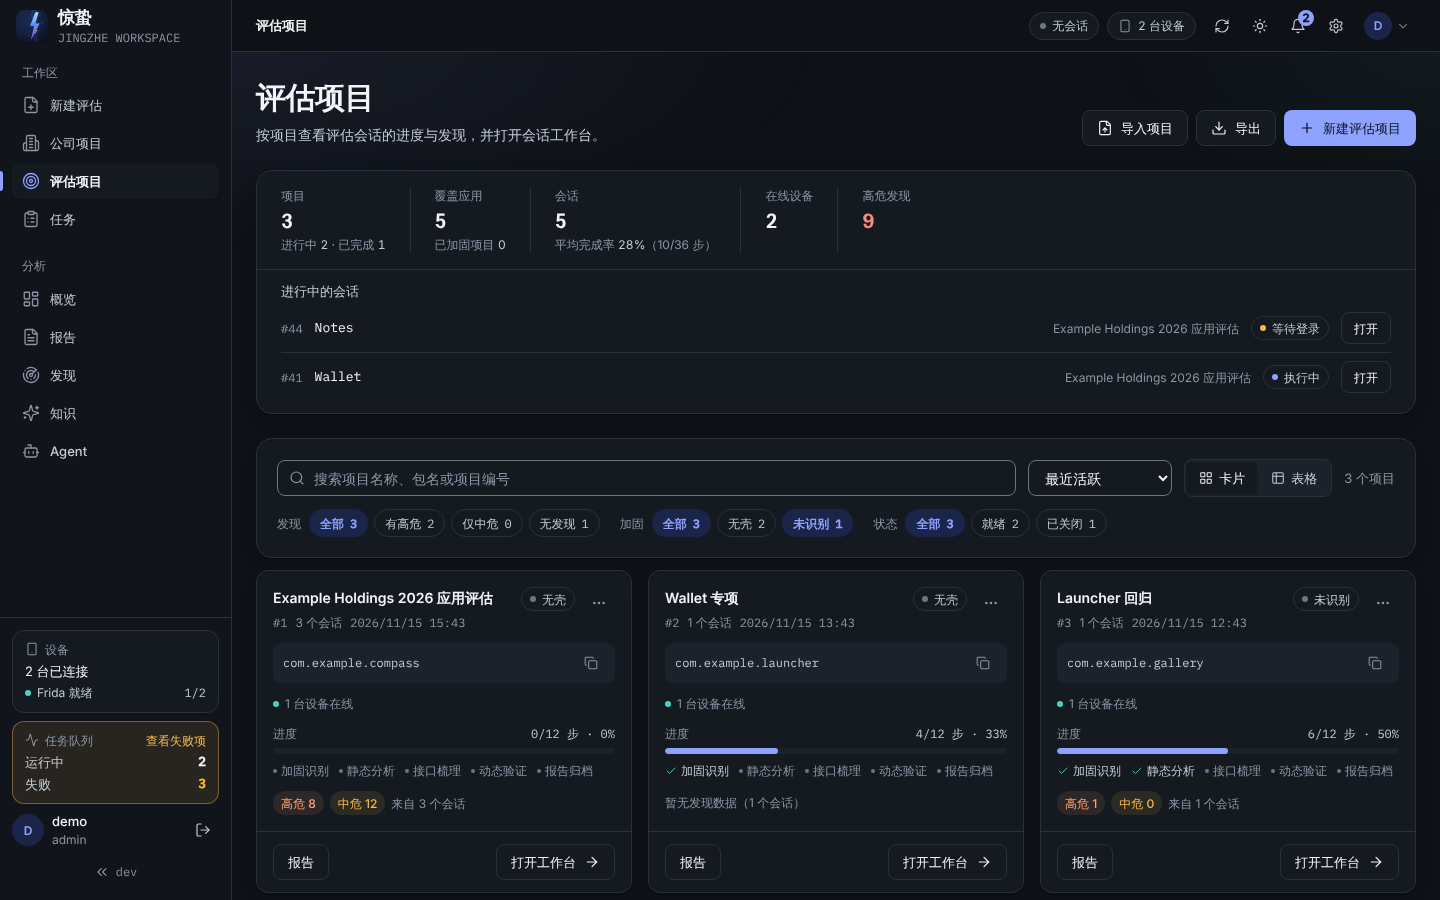 惊蛰
JINGZHE WORKSPACE
工作区
新建评估
公司项目
评估项目
任务
分析
概览
报告
发现
知识
Agent
设备
2 台已连接
Frida 就绪 1/2
任务队列 查看失败项
运行中 2
失败 3
D demo
admin
dev
评估项目 无会话 2 台设备 2 D
评估项目
按项目查看评估会话的进度与发现，并打开会话工作台。
导入项目 导出 新建评估项目
项目 覆盖应用 会话 在线设备 高危发现
3 5 5 2 9
进行中 2 · 已完成 1 已加固项目 0 平均完成率 28%（10/36 步）
进行中的会话
#44 Notes Example Holdings 2026 应用评估 等待登录 打开
#41 Wallet Example Holdings 2026 应用评估 执行中 打开
搜索项目名称、包名或项目编号 最近活跃 卡片 表格 3 个项目
发现 全部 3 有高危 2 仅中危 0 无发现 1 加固 全部 3 无壳 2 未识别 1 状态 全部 3 就绪 2 已关闭 1
Example Holdings 2026 应用评估 无壳 ...
#1 3 个会话 2026/11/15 15:43
com.example.compass
1 台设备在线
进度 0/12 步 · 0%
加固识别 静态分析 接口梳理 动态验证 报告归档
高危 8 中危 12 来自 3 个会话
报告 打开工作台
Wallet 专项 无壳 ...
#2 1 个会话 2026/11/15 13:43
com.example.launcher
1 台设备在线
进度 4/12 步 · 33%
加固识别 静态分析 接口梳理 动态验证 报告归档
暂无发现数据（1 个会话）
报告 打开工作台
Launcher 回归 未识别 ...
#3 1 个会话 2026/11/15 12:43
com.example.gallery
1 台设备在线
进度 6/12 步 · 50%
加固识别 静态分析 接口梳理 动态验证 报告归档
高危 1 中危 0 来自 1 个会话
报告 打开工作台